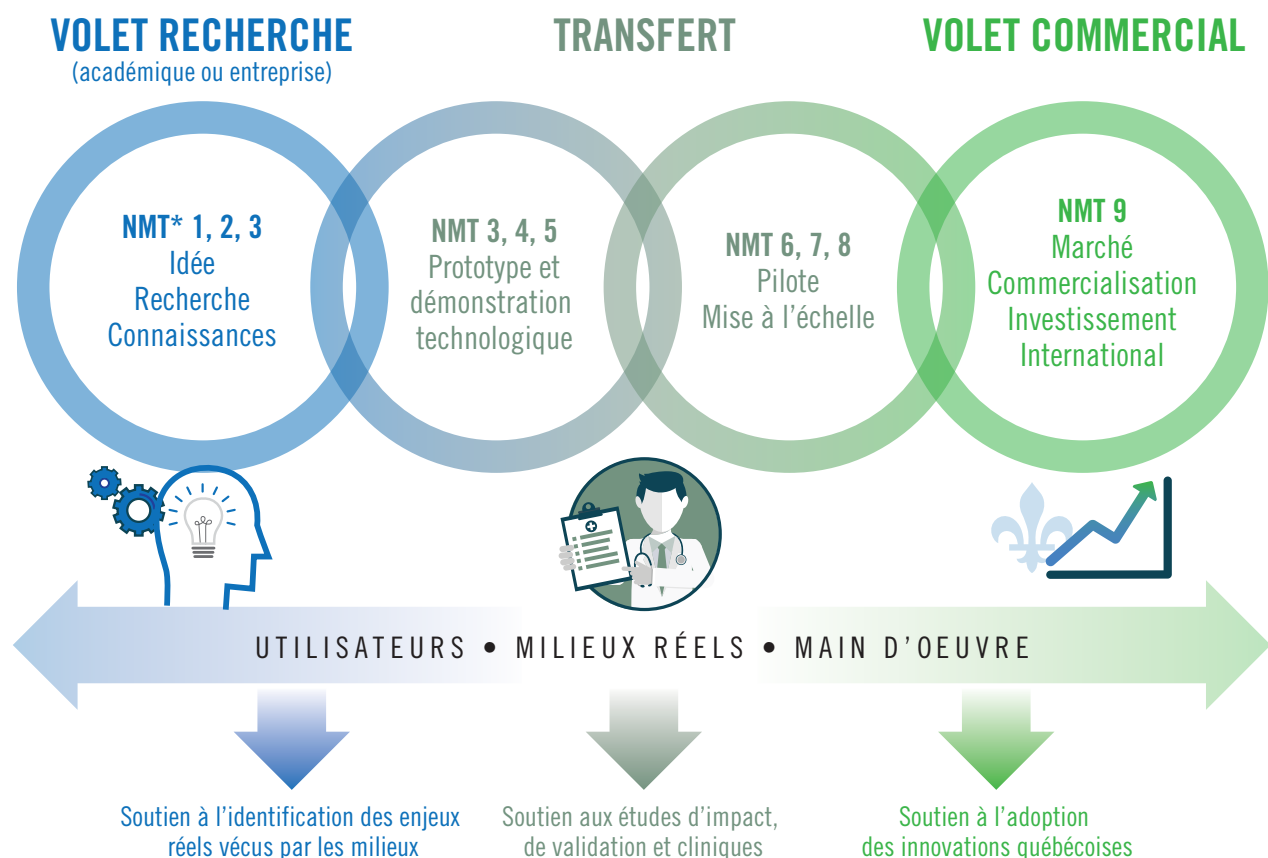 VOLET RECHERCHE
(académique ou entreprise)
TRANSFERT
VOLET COMMERCIAL
NMT* 1, 2, 3
Idée
Recherche
Connaissances
NMT 3, 4, 5
Prototype et
démonstration
technologique
NMT 6, 7, 8
Pilote
Mise à l'échelle
NMT 9
Marché
Commercialisation
Investissement
International
UTILISATEURS • MILIEUX RÉELS • MAIN D'OEUVRE
Soutien à l'identification des enjeux
réels vécus par les milieux
Soutien aux études d'impact,
de validation et cliniques
Soutien à l'adoption
des innovations québécoises